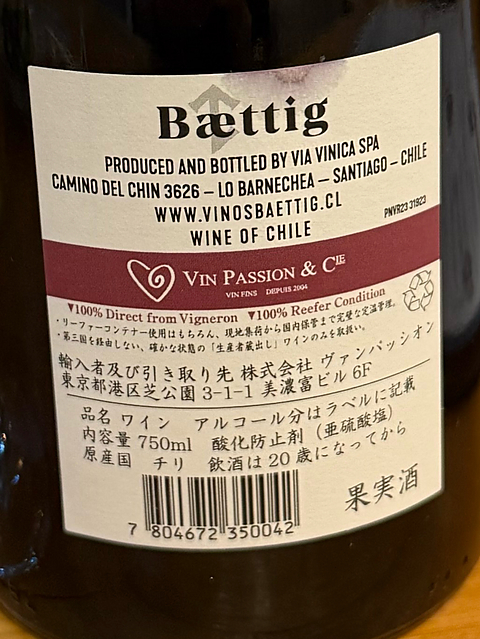 Bættig
PRODUCED AND BOTTLED BY VIA VINICA SPA
CAMINO DEL CHIN 3626 – LO BARNECHEA – SANTIAGO – CHILE
WWW.VINOSBAETTIG.CL
PNVR23 31923
WINE OF CHILE
VIN PASSION & CIE
VIN FINS DEPUIS 2004
▼100% Direct from Vigneron ▼100% Reefer Condition
・リーファーコンテナー使用はもちろん、現地集荷から国内保管まで完璧な定温管理。
・第三国を経由しない、確かな状態の「生産者蔵出し」ワインのみを取扱い。
輸入者及び引き取り先 株式会社 ヴァンパッシオン
東京都港区芝公園 3-1-1 美濃富ビル 6F
品名 ワイン アルコール分はラベルに記載
内容量 750ml 酸化防止剤（亜硫酸塩）
原産国 チリ 飲酒は20歳になってから
果実酒
7 804672 350042